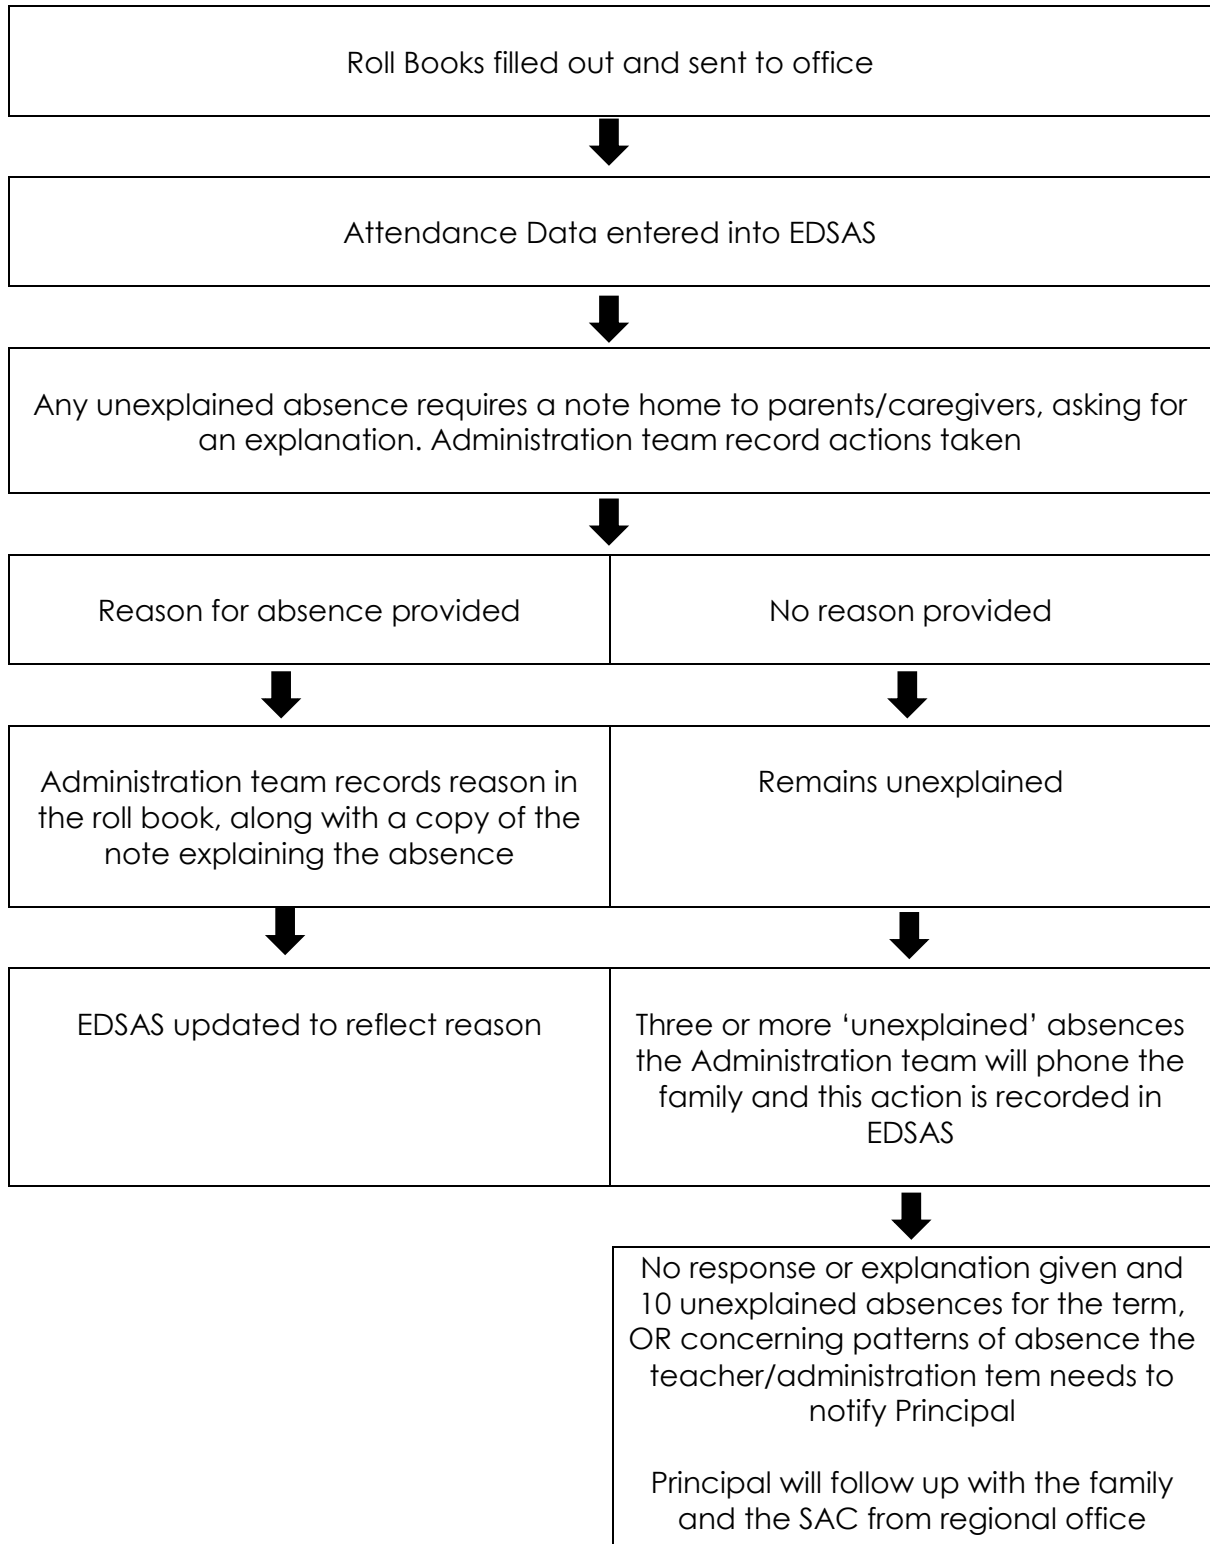 Roll Books filled out and sent to office
Attendance Data entered into EDSAS
Any unexplained absence requires a note home to parents/caregivers, asking for
an explanation. Administration team record actions taken
Reason for absence provided
No reason provided
Administration team records reason in
the roll book, along with a copy of the
note explaining the absence
Remains unexplained
EDSAS updated to reflect reason
Three or more ‘unexplained’ absences
the Administration team will phone the
family and this action is recorded in
EDSAS
No response or explanation given and
10 unexplained absences for the term,
OR concerning patterns of absence the
teacher/administration tem needs to
notify Principal
Principal will follow up with the family
and the SAC from regional office